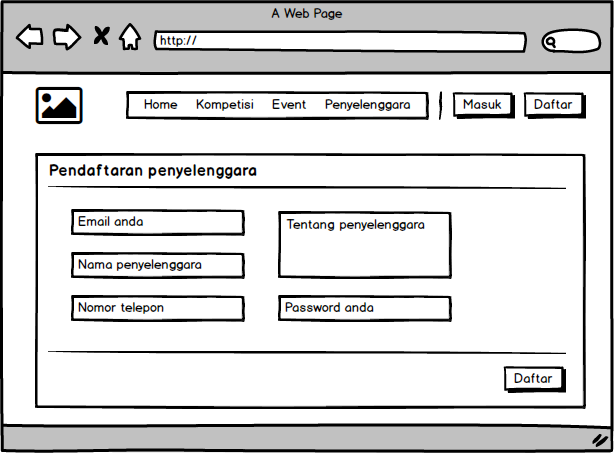 A Web Page
http://
Home Kompetisi Event Penyelenggara Masuk Daftar
Pendaftaran penyelenggara
Email anda
Tentang penyelenggara
Nama penyelenggara
Nomor telepon
Password anda
Daftar